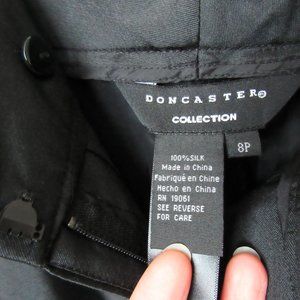 DONCASTER®
COLLECTION
8P
100%SILK
Made in China
Fabriqué en Chine
Hecho en China
RN 19061
SEE REVERSE
FOR CARE